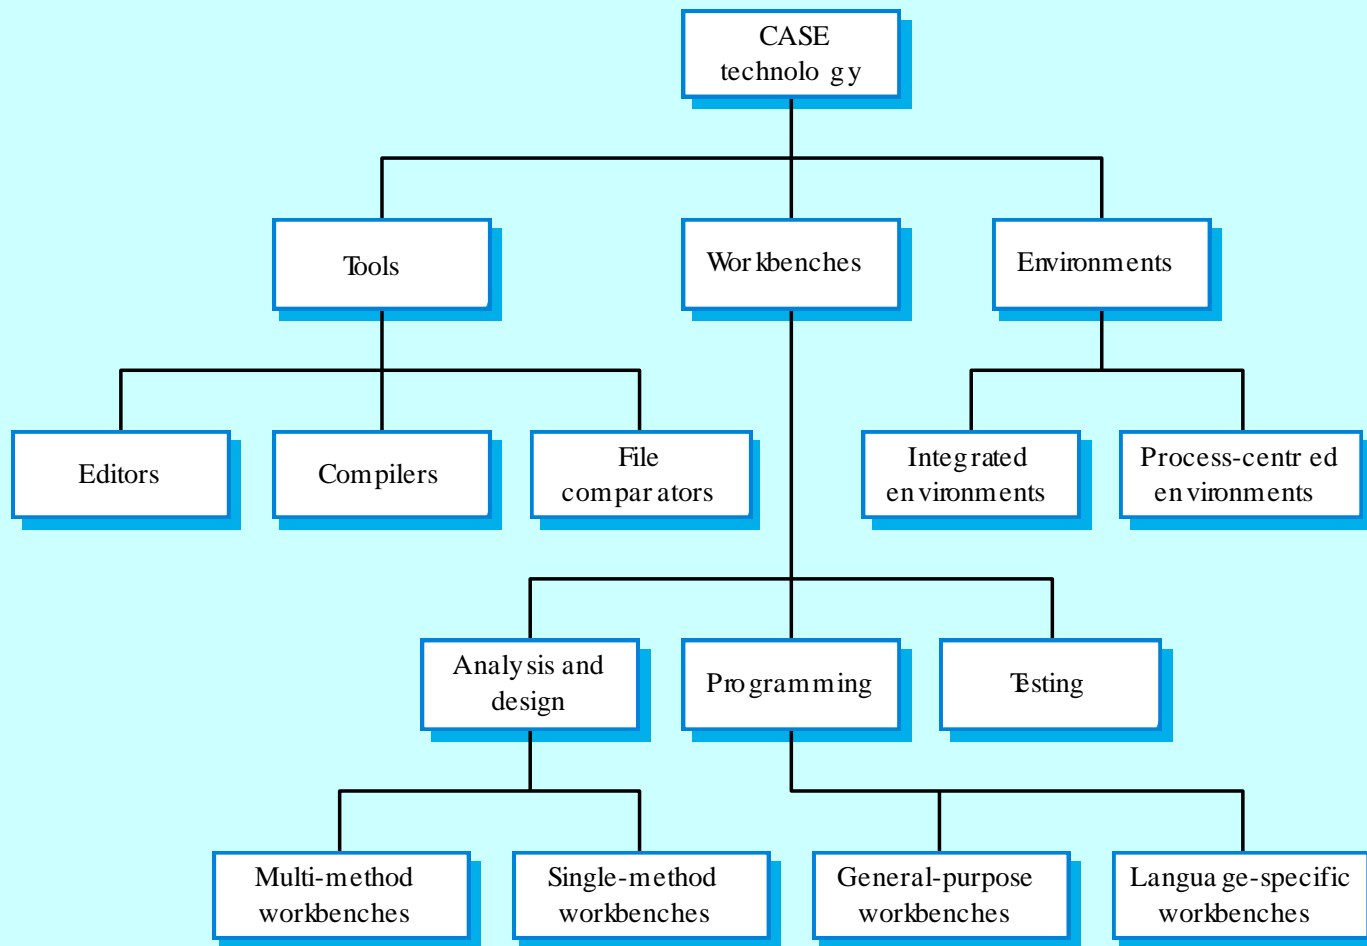 CASE
technology
Tools
Workbenches
Environments
Editors
Compilers
File
comparators
Integrated
environments
Process-centred
environments
Analysis and
design
Programming
Testing
Multi-method
workbenches
Single-method
workbenches
General-purpose
workbenches
Language-specific
workbenches